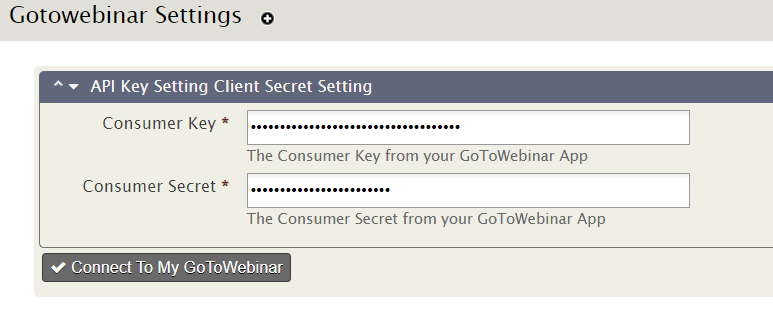 Gotowebinar Settings
API Key Setting Client Secret Setting
Consumer Key *
••••••••••••••••••••••••••••••••••••
The Consumer Key from your GoToWebinar App
Consumer Secret *
••••••••••••••••••••••••
The Consumer Secret from your GoToWebinar App
Connect To My GoToWebinar